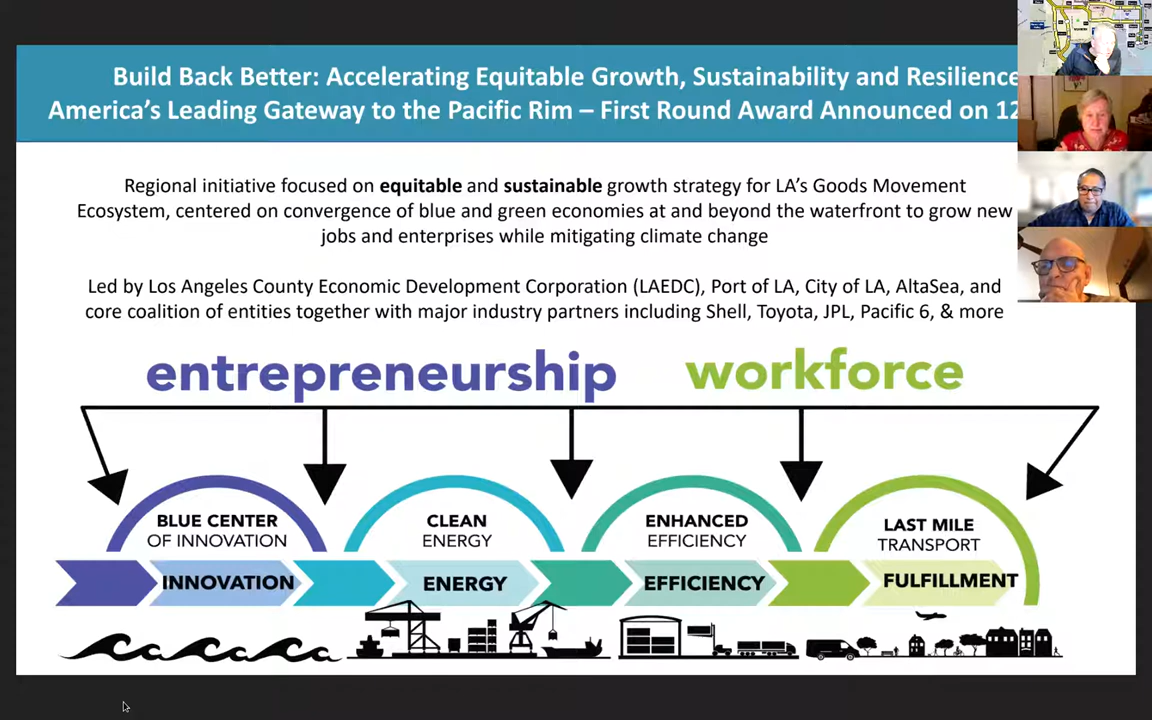 Build Back Better: Accelerating Equitable Growth, Sustainability and Resilience
America's Leading Gateway to the Pacific Rim – First Round Award Announced on 12
Regional initiative focused on equitable and sustainable growth strategy for LA's Goods Movement
Ecosystem, centered on convergence of blue and green economies at and beyond the waterfront to grow new
jobs and enterprises while mitigating climate change
Led by Los Angeles County Economic Development Corporation (LAEDC), Port of LA, City of LA, AltaSea, and
core coalition of entities together with major industry partners including Shell, Toyota, JPL, Pacific 6, & more
entrepreneurship workforce
BLUE CENTER
OF INNOVATION
CLEAN
ENERGY
ENHANCED
EFFICIENCY
LAST MILE
TRANSPORT
INNOVATION ENERGY EFFICIENCY FULFILLMENT